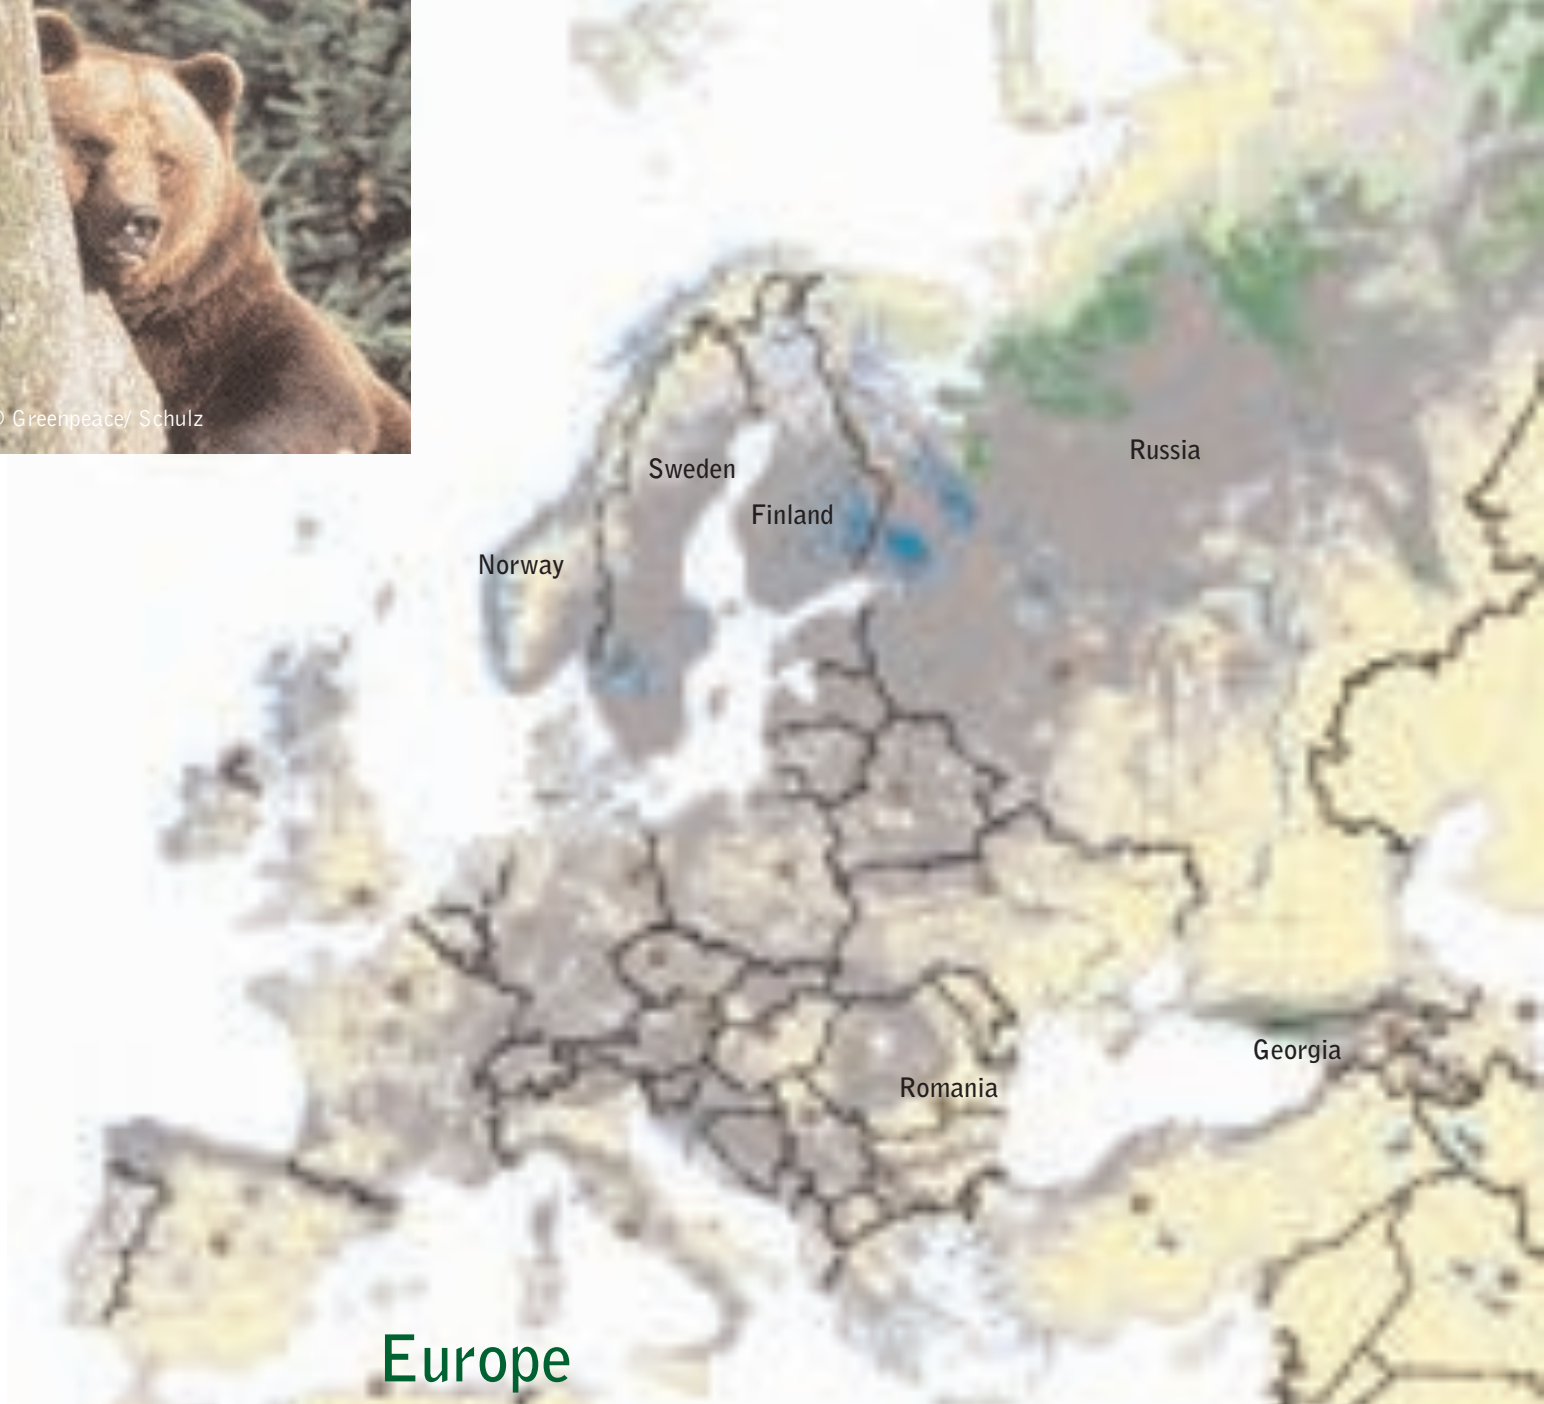 © Greenpeace/ Schulz
Russia
Sweden
Finland
Norway
Georgia
Romania
Europe